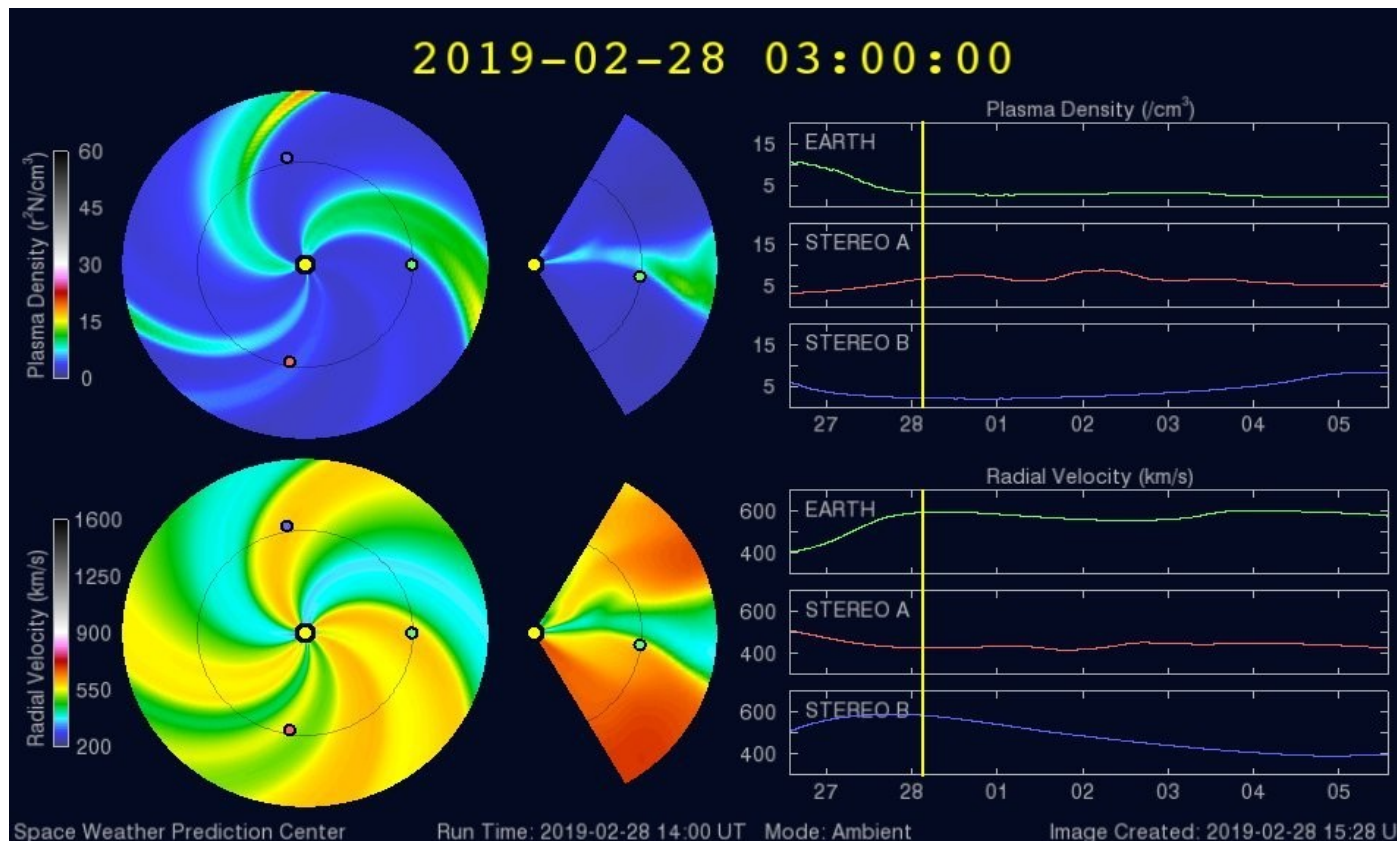 2019-02-28 03:00:00
Plasma Density (r²N/cm³)
60
45
30
15
0
Plasma Density (/cm³)
EARTH
15
5
STEREO A
15
5
STEREO B
15
5
27 28 01 02 03 04 05
Radial Velocity (km/s)
1600
1250
900
550
200
Radial Velocity (km/s)
EARTH
600
400
STEREO A
600
400
STEREO B
600
400
27 28 01 02 03 04 05
Space Weather Prediction Center Run Time: 2019-02-28 14:00 UT Mode: Ambient Image Created: 2019-02-28 15:28 U